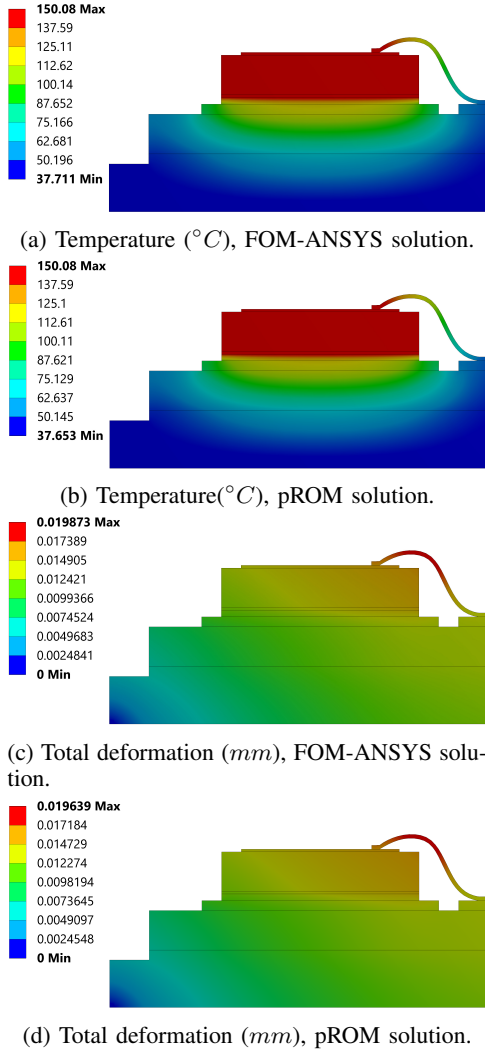 150.08 Max
137.59
125.11
112.62
100.14
87.652
75.166
62.681
50.196
37.711 Min
(a) Temperature (°C), FOM-ANSYS solution.
150.08 Max
137.59
125.1
112.61
100.11
87.621
75.129
62.637
50.145
37.653 Min
(b) Temperature(°C), pROM solution.
0.019873 Max
0.017389
0.014905
0.012421
0.0099366
0.0074524
0.0049683
0.0024841
0 Min
(c) Total deformation (mm), FOM-ANSYS solu-
tion.
0.019639 Max
0.017184
0.014729
0.012274
0.0098194
0.0073645
0.0049097
0.0024548
0 Min
(d) Total deformation (mm), pROM solution.